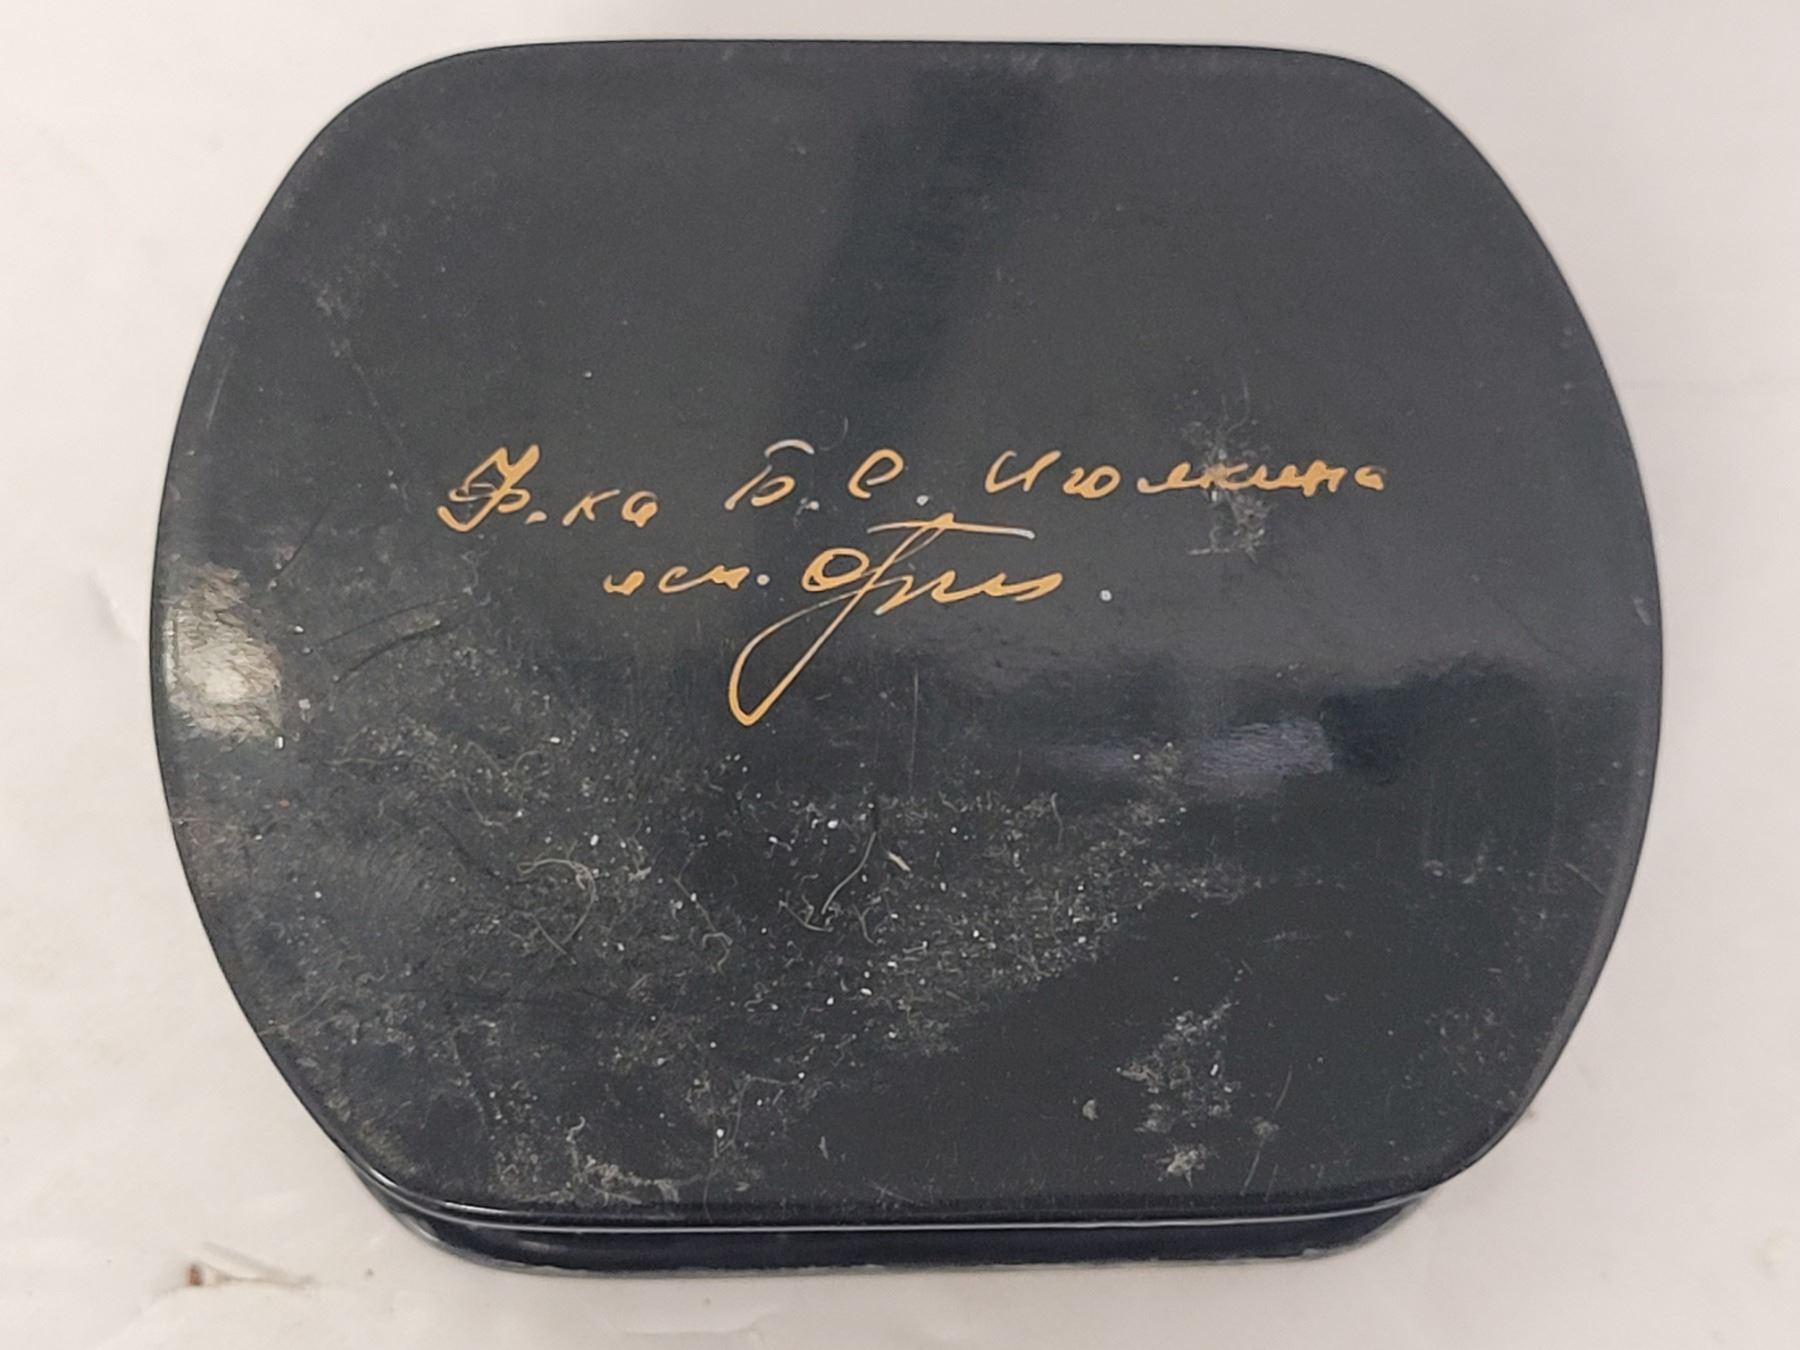 Ф-ка Б. С. Иголкина
исп.